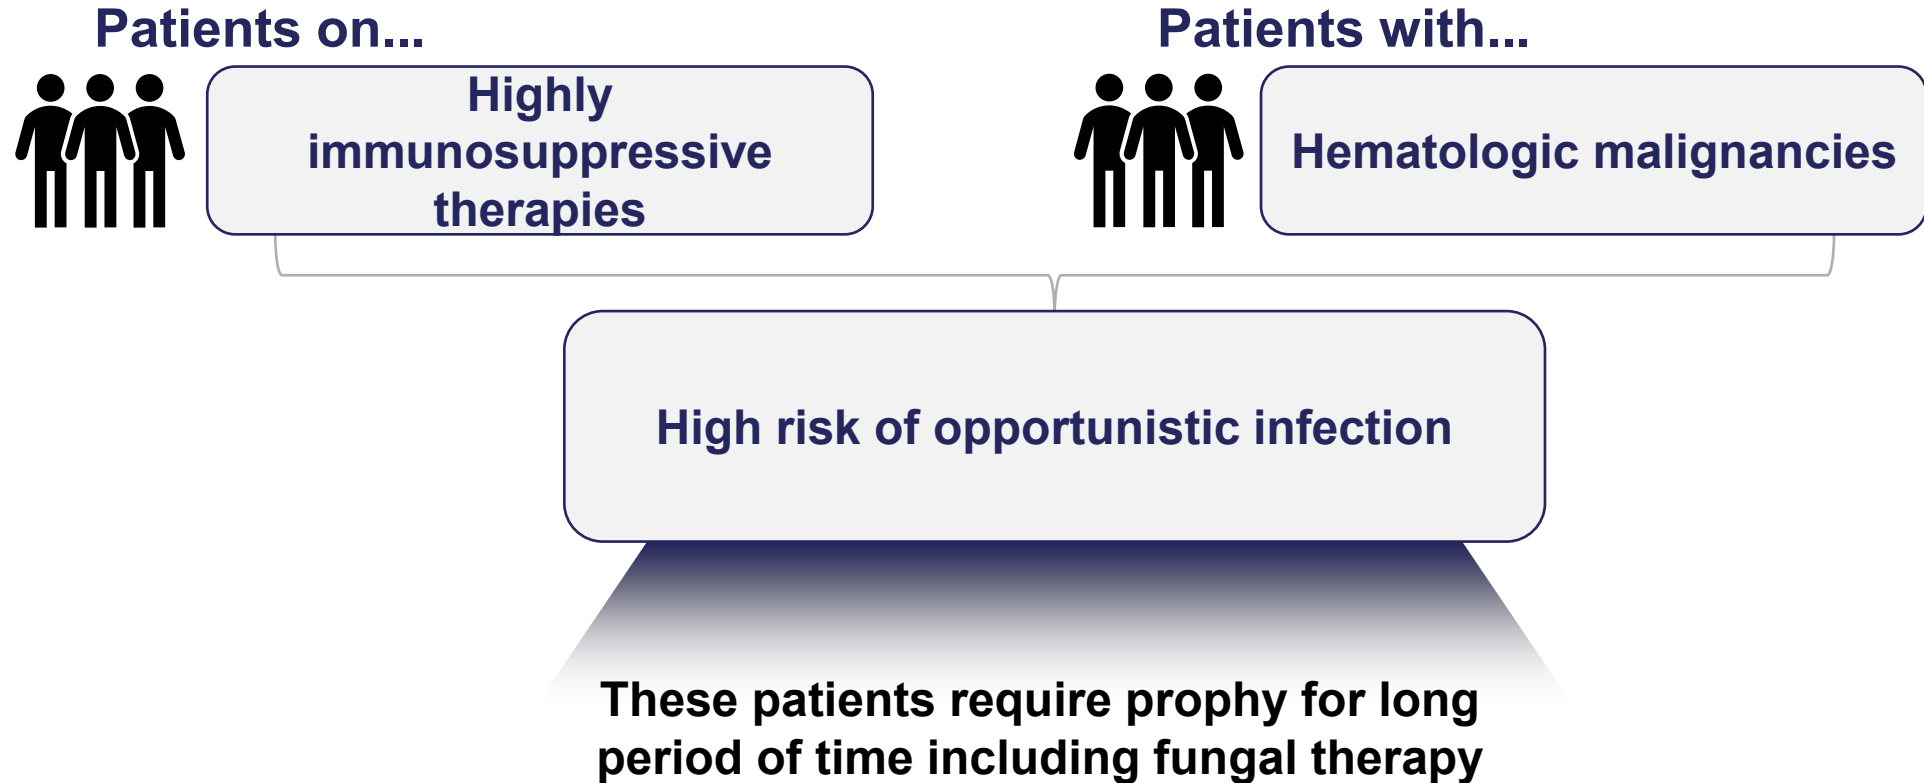 Patients on...
Highly
immunosuppressive
therapies
Patients with...
Hematologic malignancies
High risk of opportunistic infection
These patients require prophy for long
period of time including fungal therapy